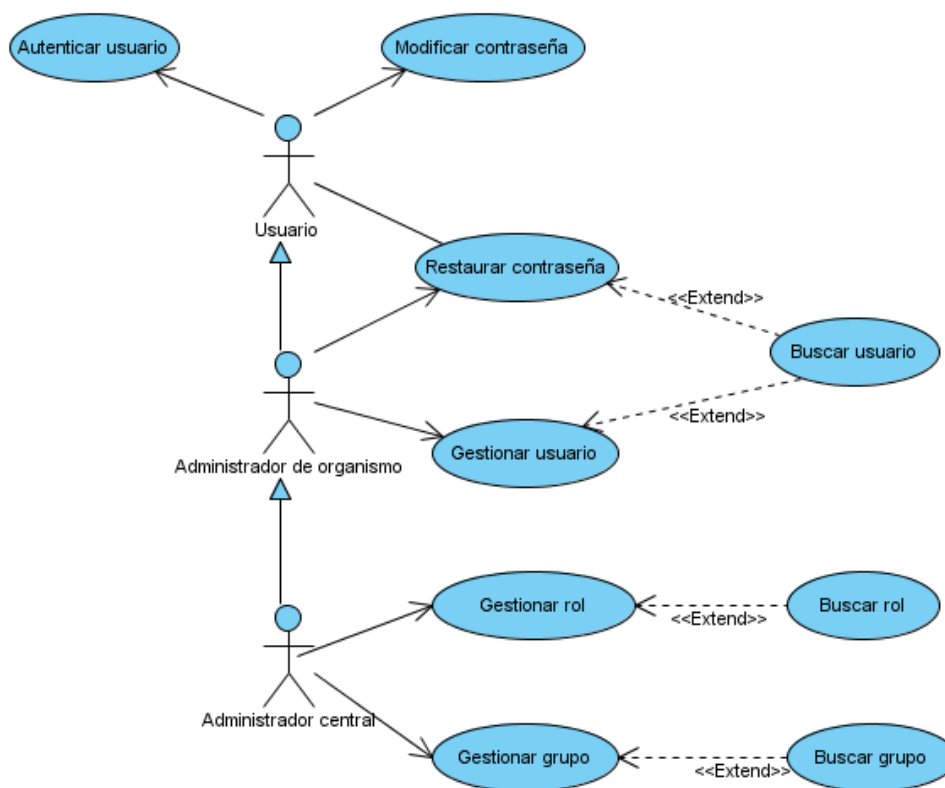 Autenticar usuario
Modificar contraseña
Usuario
Restaurar contraseña
<<Extend>>
Buscar usuario
<<Extend>>
Gestionar usuario
Administrador de organismo
Gestionar rol
<<Extend>>
Buscar rol
Administrador central
Gestionar grupo
<<Extend>>
Buscar grupo